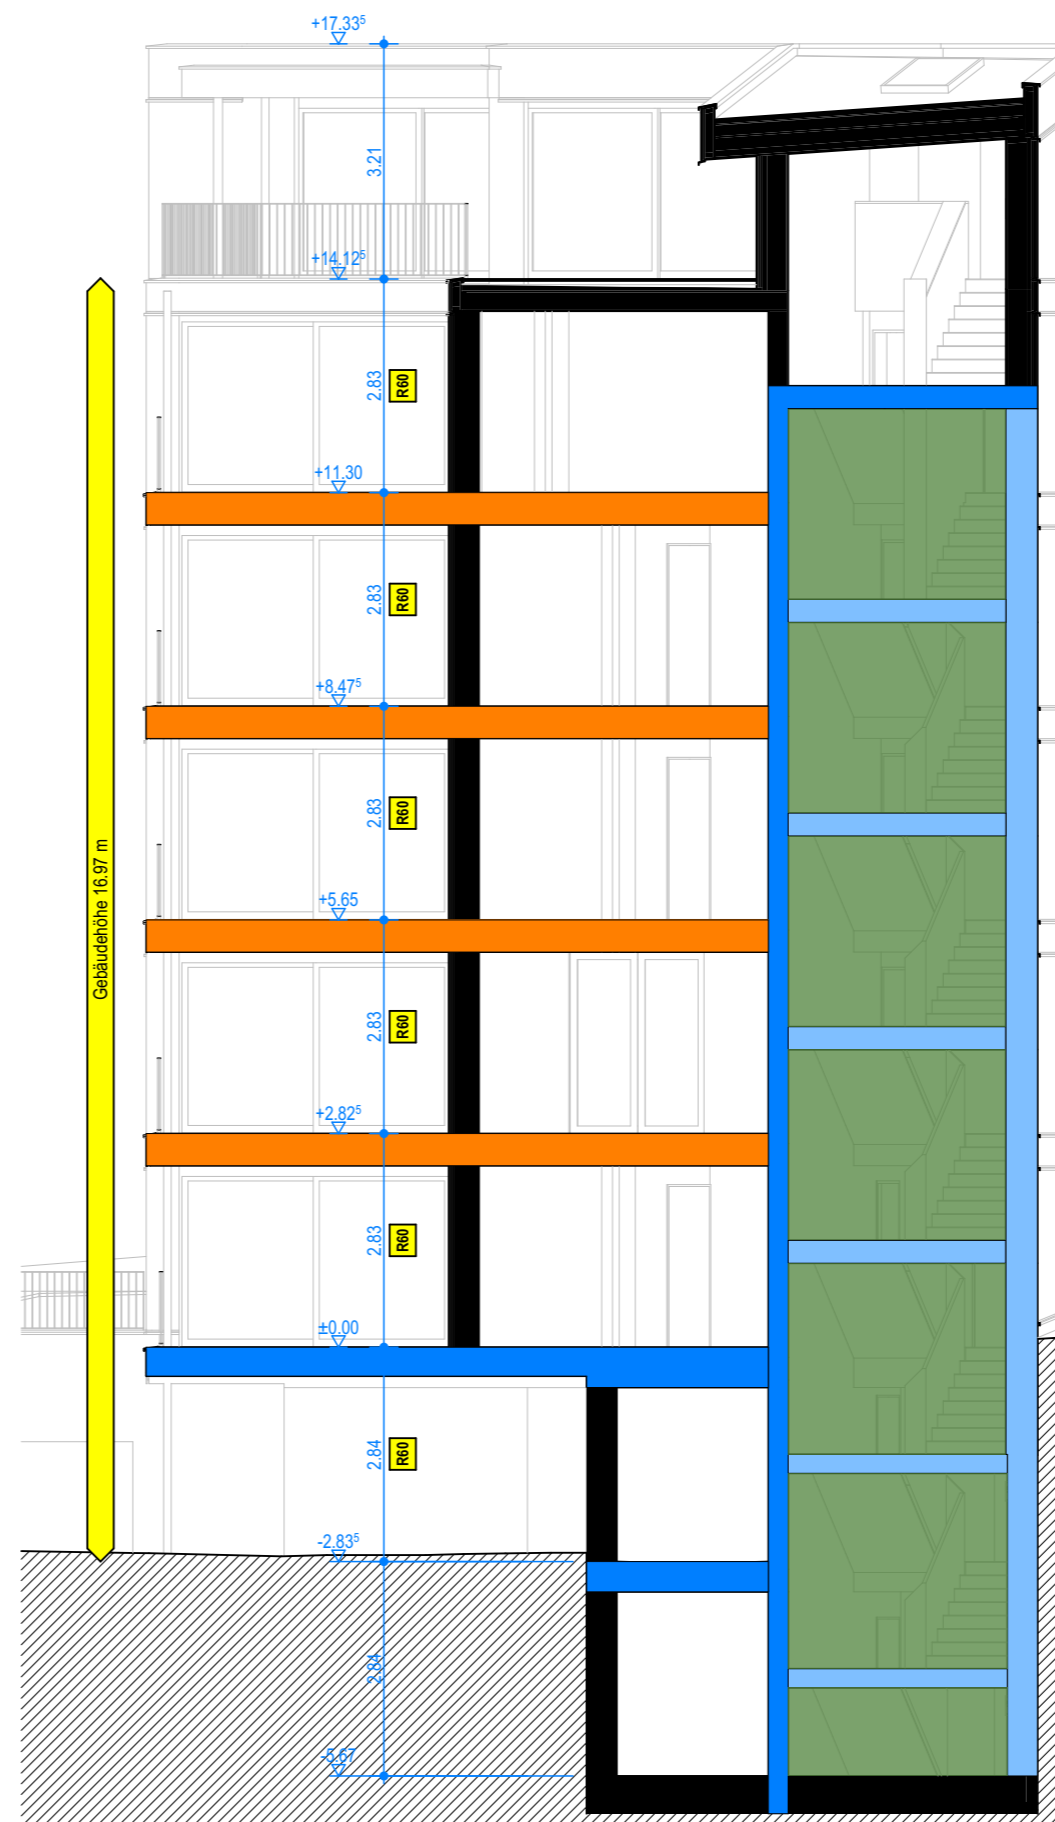 +17.33⁵
3.21
+14.12⁵
2.83
R60
+11.30
2.83
R60
+8.47⁵
2.83
R60
Gebäudehöhe 16.97 m
+5.65
2.83
R60
+2.82⁵
2.83
R60
±0.00
2.84
R60
-2.83⁵
2.84
-5.67